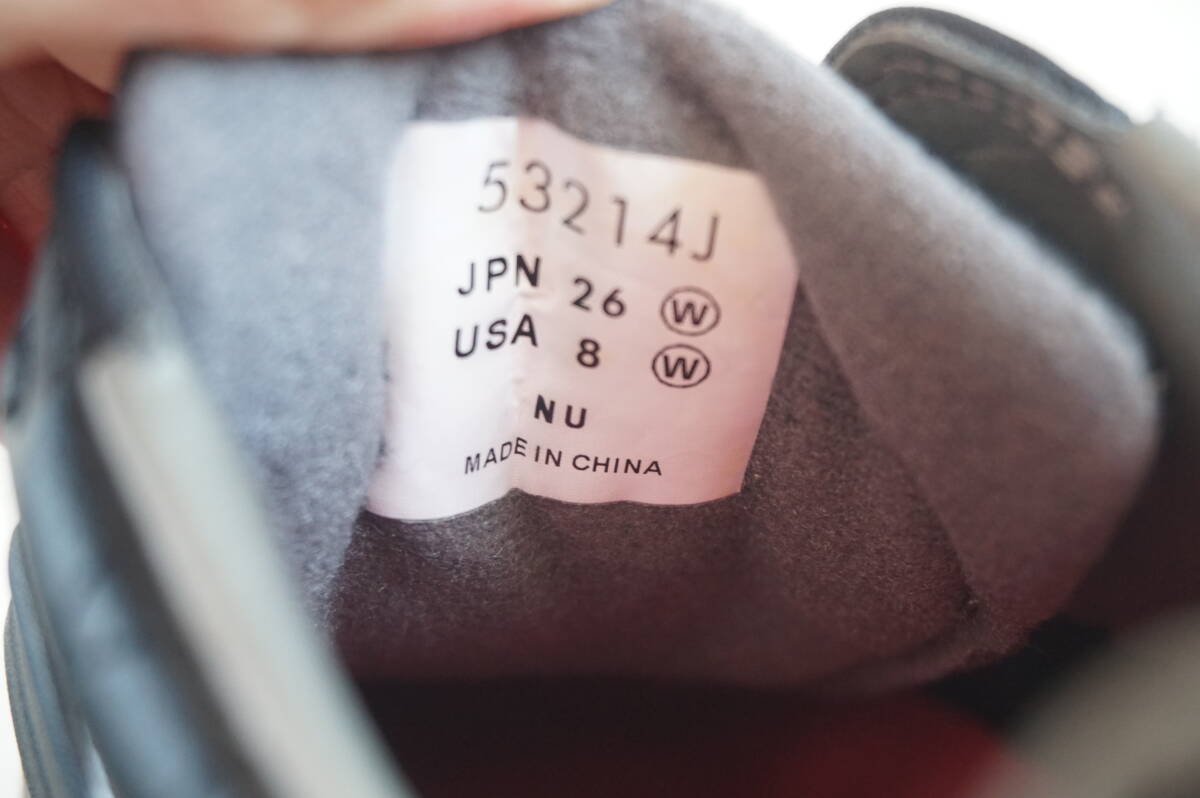 53214J
JPN 26 Ⓦ
USA 8 Ⓦ
NU
MADE IN CHINA